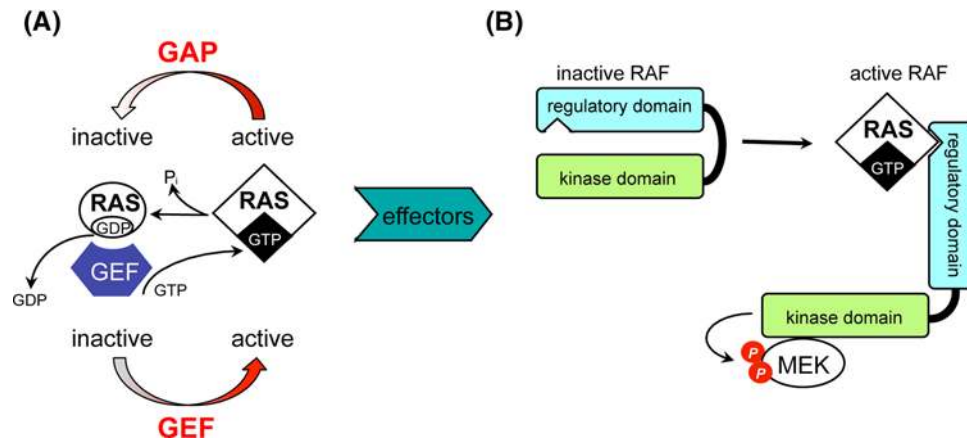 (A)
GAP
inactive active
Pi
RAS
GDP
RAS
GTP
GEF
GDP
GTP
inactive active
GEF
effectors
(B)
inactive RAF
regulatory domain
kinase domain
active RAF
RAS
GTP
regulatory domain
kinase domain
P
P
MEK